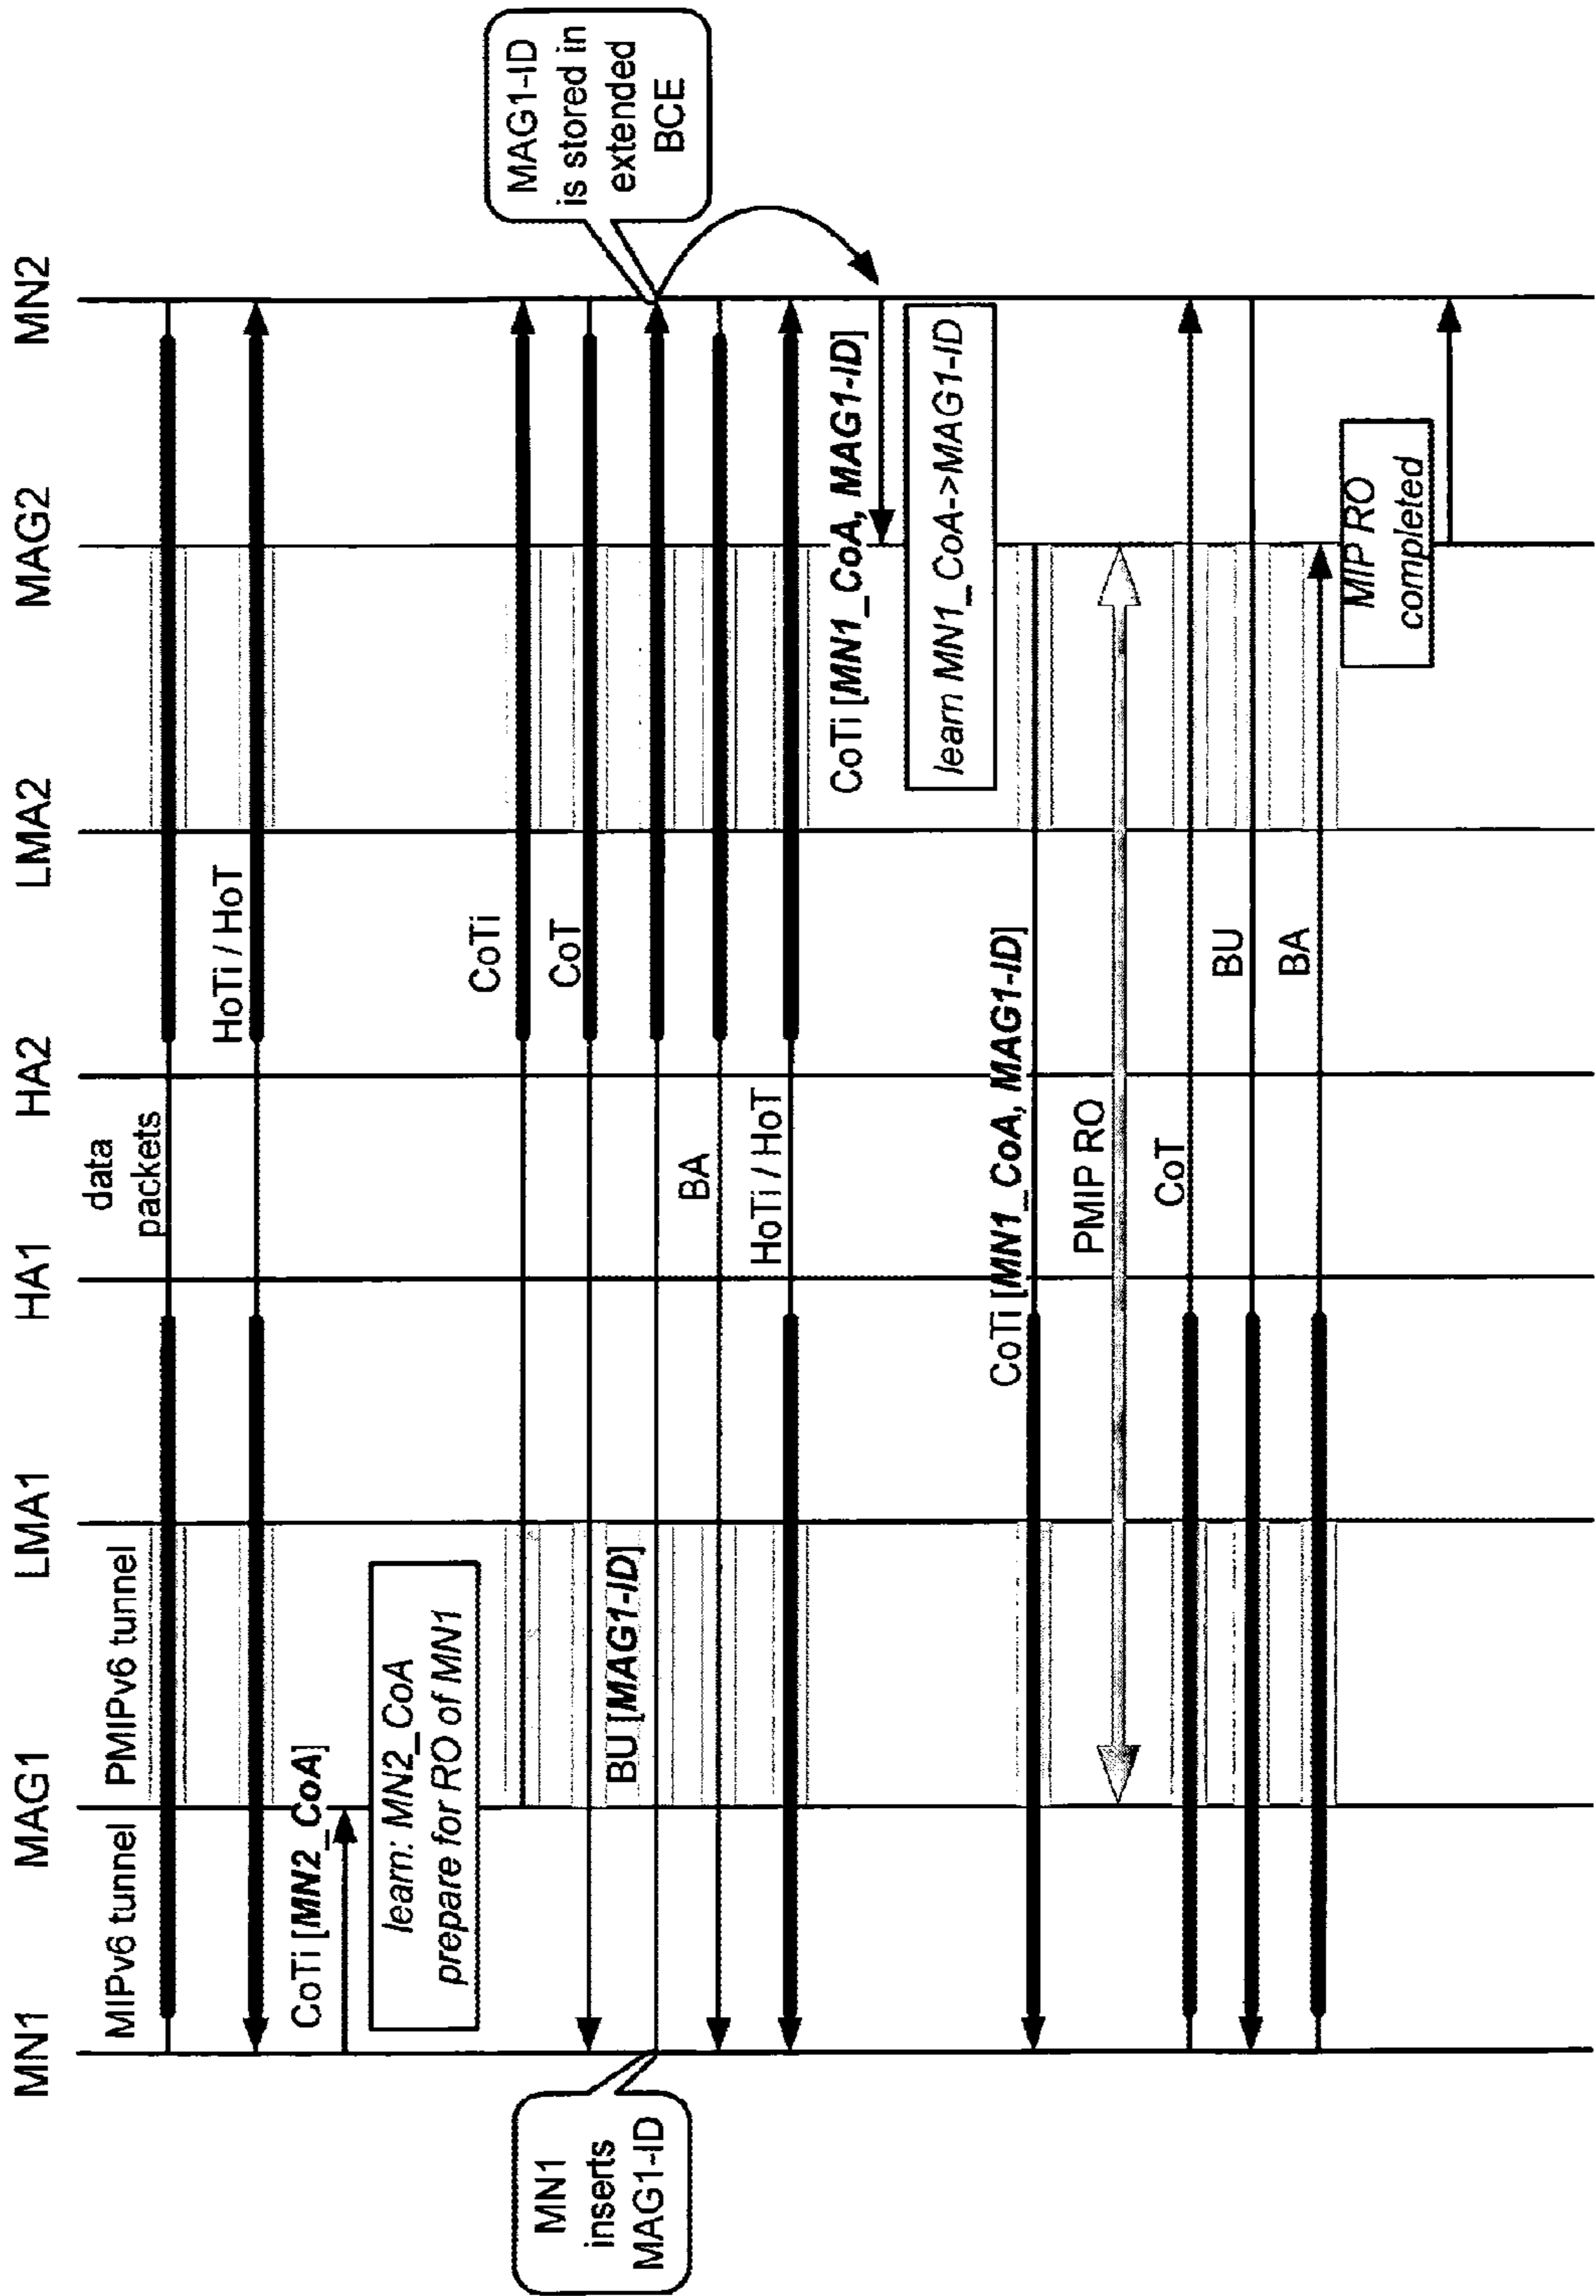 MN1
MAG1
LMA1
HA1
HA2
LMA2
MAG2
MN2
MIPv6 tunnel
PMIPv6 tunnel
data
packets
HoTi / HoT
CoTi [MN2_CoA]
learn: MN2_CoA
prepare for RO of MN1
CoTi
CoT
MN1
inserts
MAG1-ID
BU [MAG1-ID]
MAG1-ID
is stored in
extended
BCE
BA
HoTi / HoT
CoTi [MN1_CoA, MAG1-ID]
learn MN1_CoA->MAG1-ID
CoTi [MN1_CoA, MAG1-ID]
PMIP RO
CoT
BU
BA
MIP RO
completed